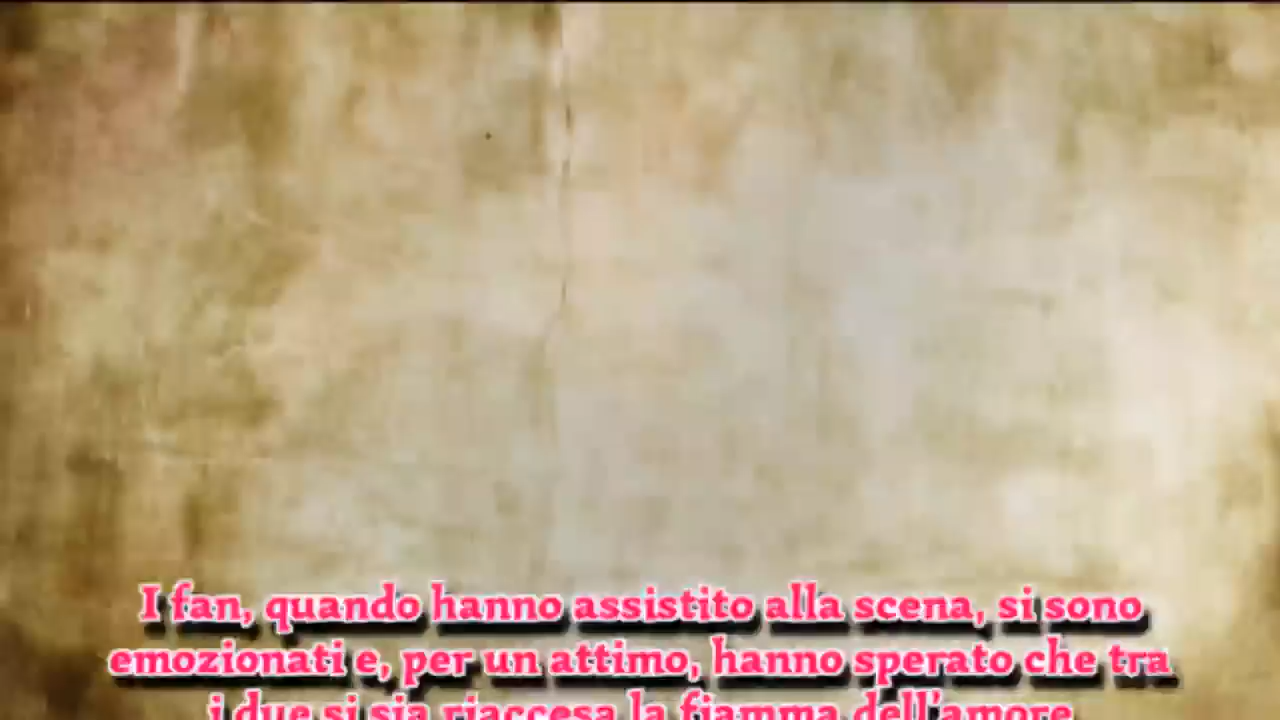 I fan, quando hanno assistito alla scena, si sono
emozionati e, per un attimo, hanno sperato che tra
i due si sia riaccesa la fiamma dell'amore